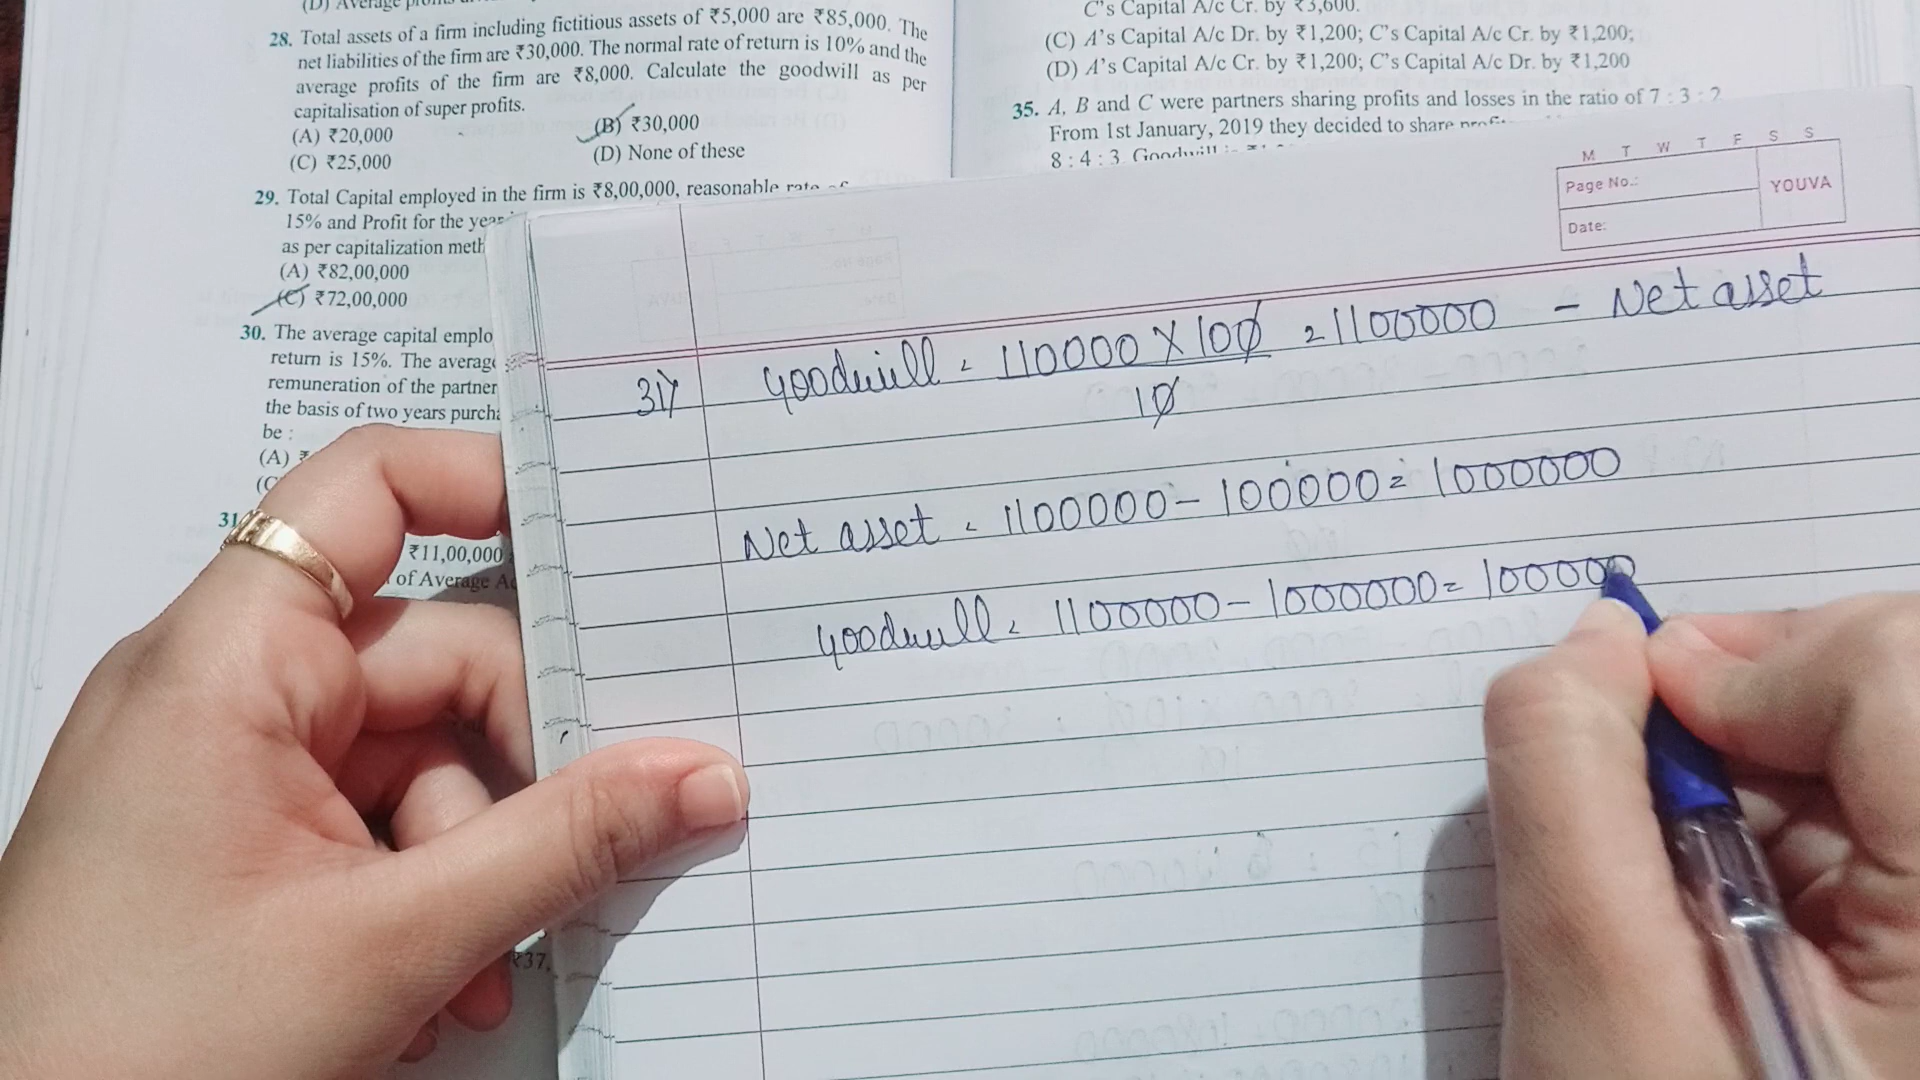 28. Total assets of a firm including fictitious assets of ₹5,000 are ₹85,000. The
net liabilities of the firm are ₹30,000. The normal rate of return is 10% and the
average profits of the firm are ₹8,000. Calculate the goodwill as per
capitalisation of super profits.
(A) ₹20,000
(B) ₹30,000
(C) ₹25,000
(D) None of these
29. Total Capital employed in the firm is ₹8,00,000, reasonable rate of
15% and Profit for the year
as per capitalization meth
(A) ₹82,00,000
(C) ₹72,00,000
30. The average capital emplo
return is 15%. The average
remuneration of the partner
the basis of two years purcha
be :
(A) ₹
(C
31
₹11,00,000
of Average A
₹37,
C's Capital A/c Cr. by ₹3,600.
(C) A's Capital A/c Dr. by ₹1,200; C's Capital A/c Cr. by ₹1,200;
(D) A's Capital A/c Cr. by ₹1,200; C's Capital A/c Dr. by ₹1,200
35. A, B and C were partners sharing profits and losses in the ratio of 7 : 3 : 2
From 1st January, 2019 they decided to share
8 : 4 : 3. Goodwill
M T W T F S S
Page No.:
YOUVA
Date:
31) Goodwill = 110000 X 100 = 1100000 - Net asset
10
Net asset = 1100000 - 100000 = 1000000
Goodwill = 1100000 - 1000000 = 100000